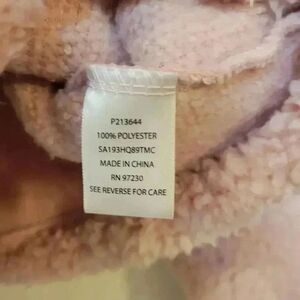 P213644
100% POLYESTER
SA193HQ89TMC
MADE IN CHINA
RN 97230
SEE REVERSE FOR CARE